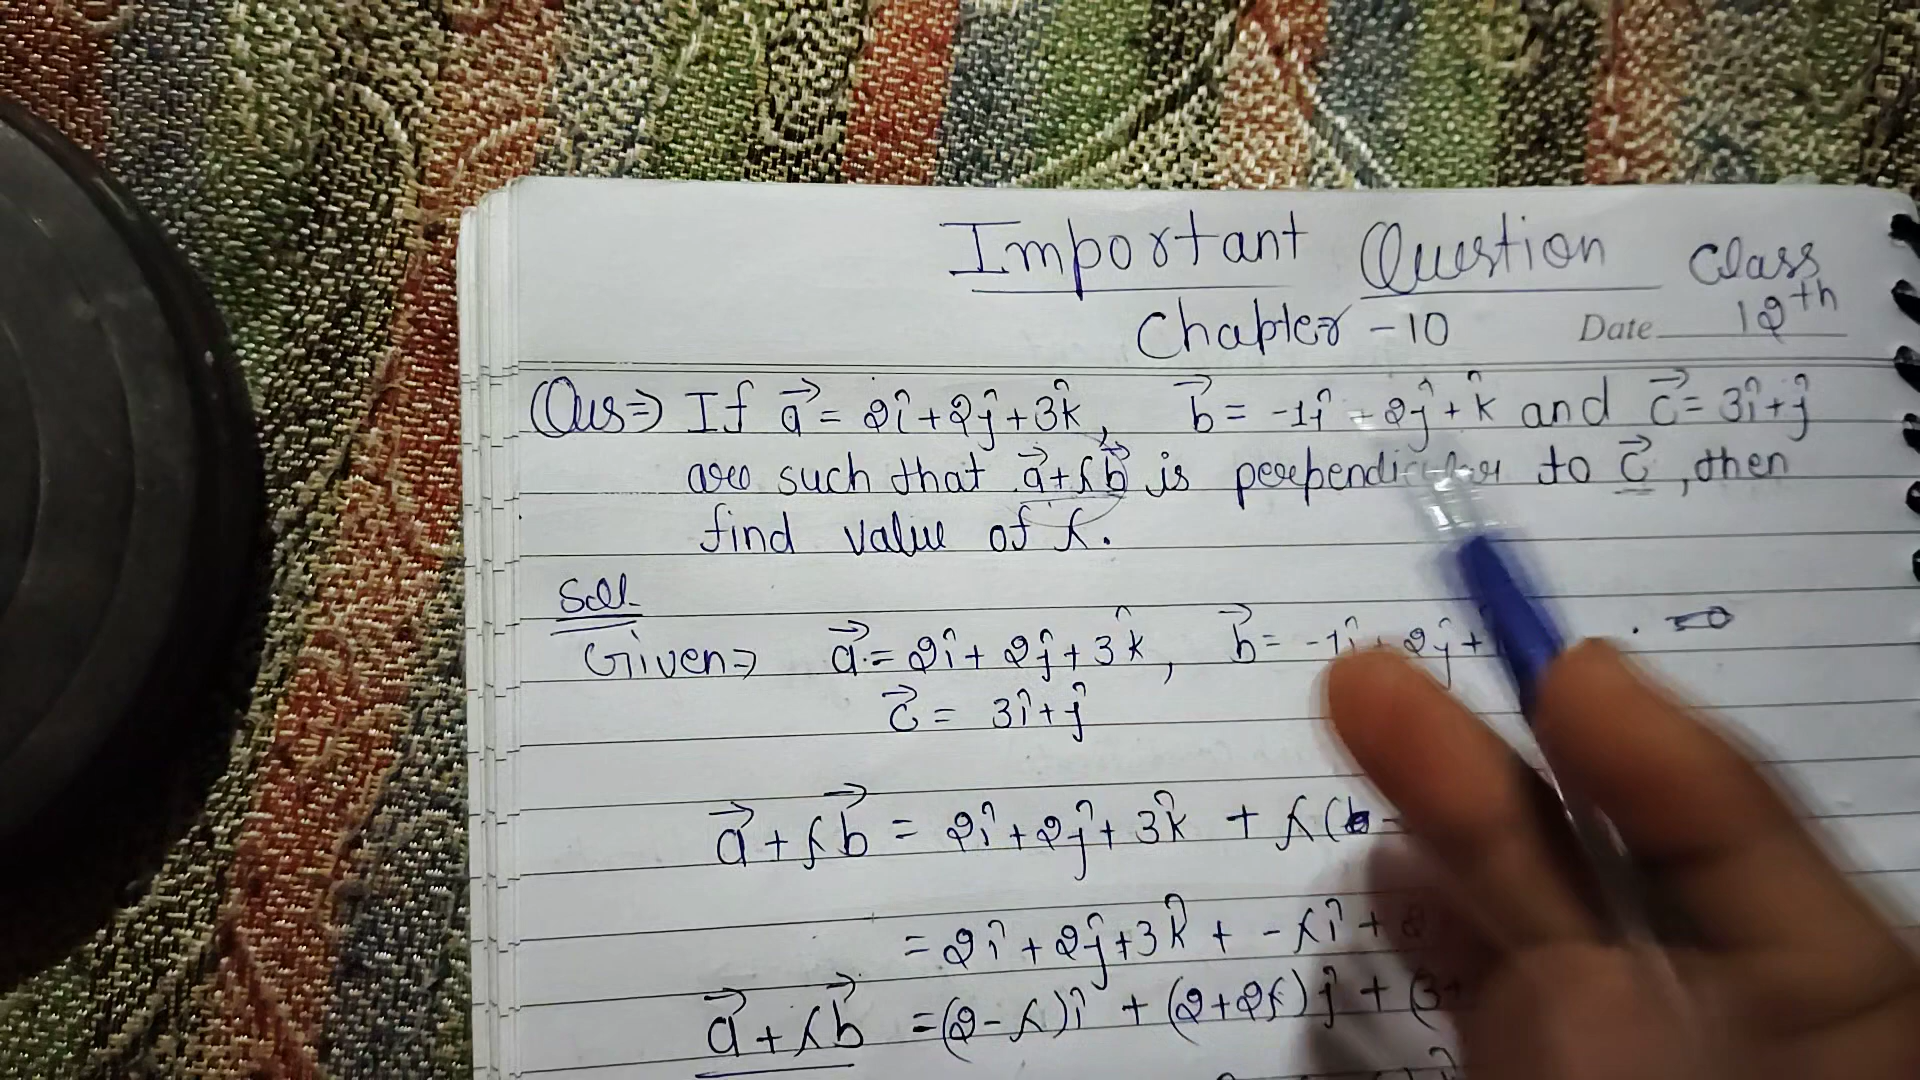 Important Question Class
Chapter - 10 Date 12th
Ques⇒ If a⃗ = 2î+2ĵ+3k̂, b⃗ = -1î + 2ĵ + k̂ and c⃗ = 3î+ĵ
are such that a⃗+λb⃗ is perpendicular to c⃗, then
find value of λ.
Sol.
Given⇒ a⃗ = 2î + 2ĵ + 3k̂, b⃗ = -1î + 2ĵ +
c⃗ = 3î+ĵ
a⃗ + λb⃗ = 2î + 2ĵ + 3k̂ + λ(
= 2î + 2ĵ + 3k̂ + -λî +
a⃗ + λb⃗ = (2-λ)î + (2+2λ)ĵ + (3+